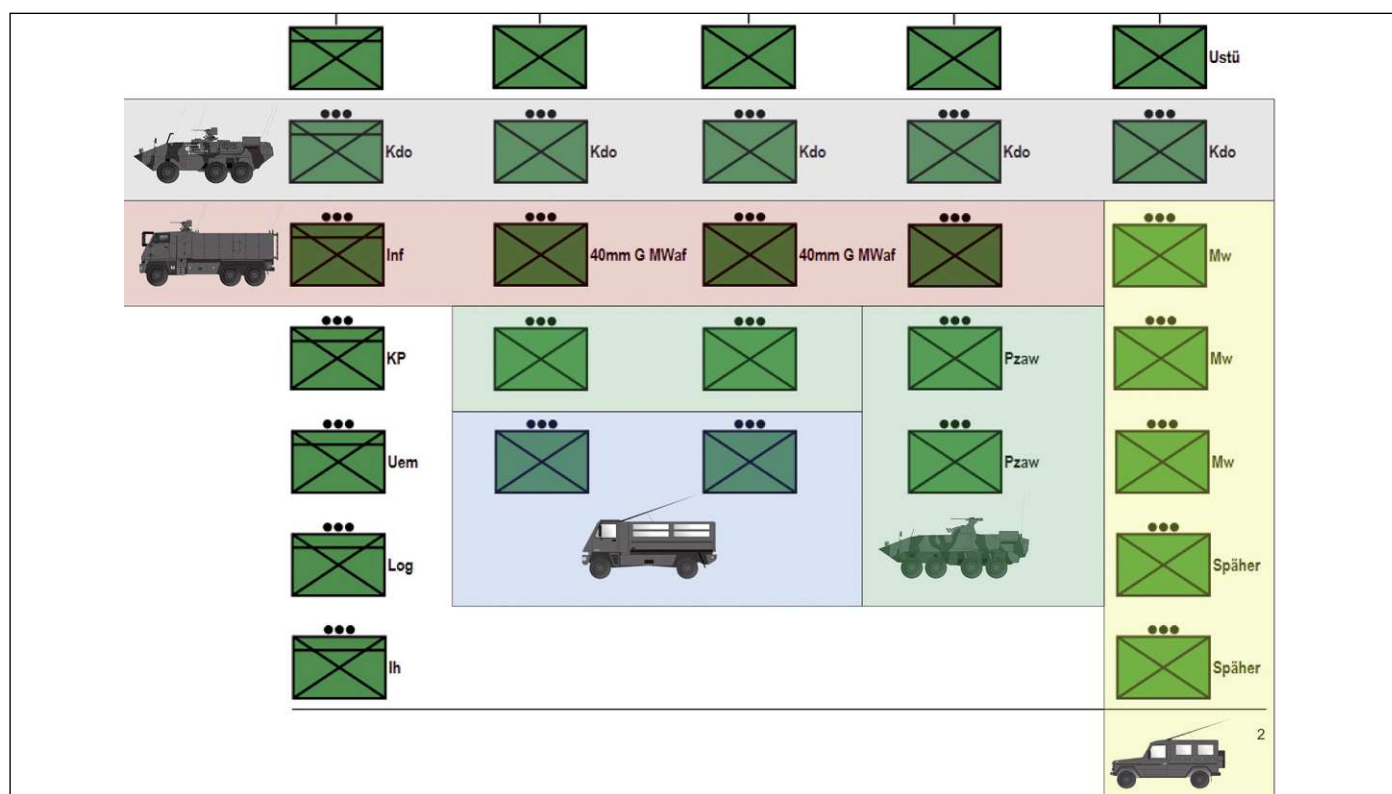 Ustü
Kdo Kdo Kdo Kdo Kdo
Inf 40mm G MWaf 40mm G MWaf Mw
KP Pzaw Mw
Uem Pzaw Mw
Log Späher
Ih Späher
2